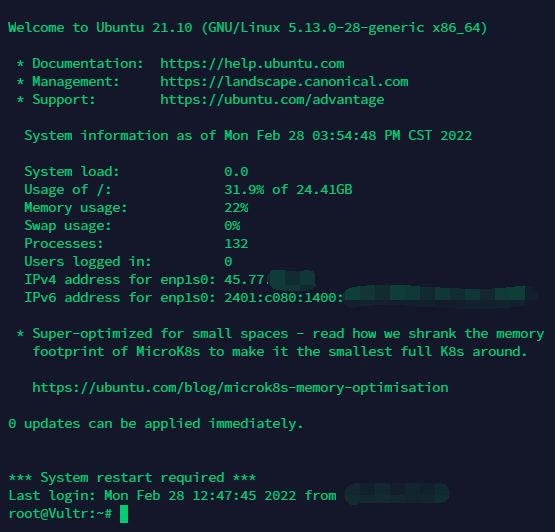 Welcome to Ubuntu 21.10 (GNU/Linux 5.13.0-28-generic x86_64)
* Documentation: https://help.ubuntu.com
* Management: https://landscape.canonical.com
* Support: https://ubuntu.com/advantage
System information as of Mon Feb 28 03:54:48 PM CST 2022
System load: 0.0
Usage of /: 31.9% of 24.41GB
Memory usage: 22%
Swap usage: 0%
Processes: 132
Users logged in: 0
IPv4 address for enp1s0: 45.77.
IPv6 address for enp1s0: 2401:c080:1400:
* Super-optimized for small spaces - read how we shrank the memory
footprint of MicroK8s to make it the smallest full K8s around.
https://ubuntu.com/blog/microk8s-memory-optimisation
0 updates can be applied immediately.
*** System restart required ***
Last login: Mon Feb 28 12:47:45 2022 from
root@Vultr:~#